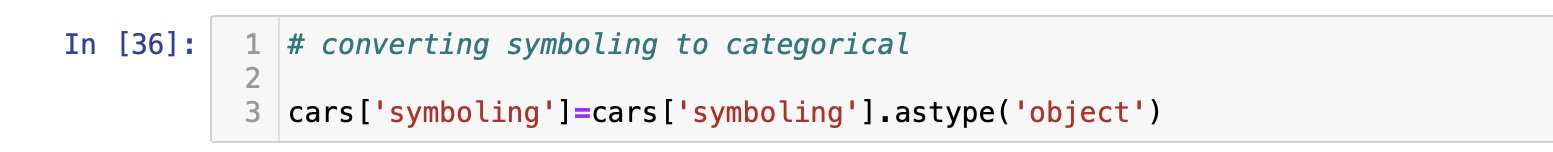 In [36]:
1 # converting symboling to categorical
2
3 cars['symboling']=cars['symboling'].astype('object')